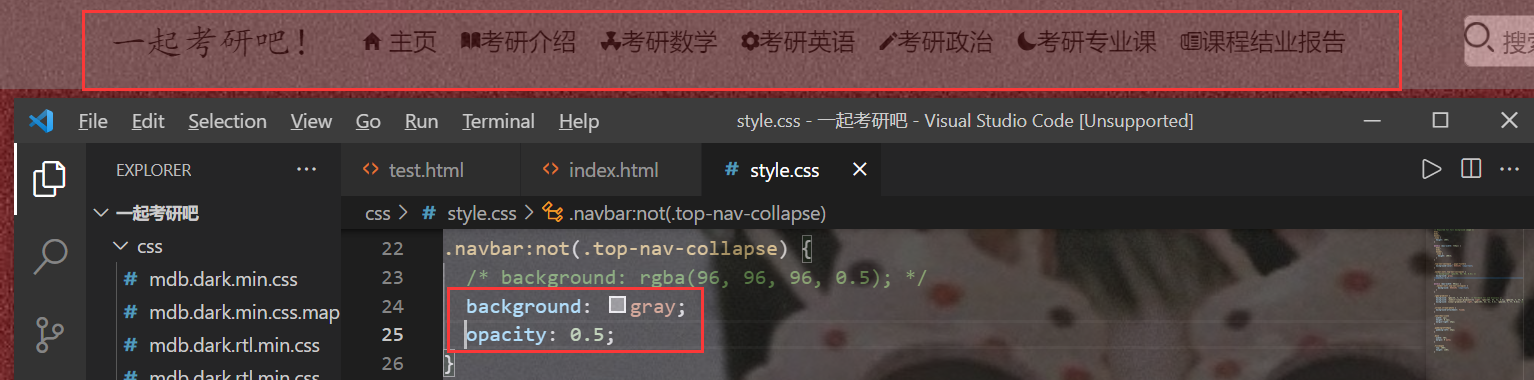 一起考研吧！ 主页 考研介绍 考研数学 考研英语 考研政治 考研专业课 课程结业报告 搜索
File Edit Selection View Go Run Terminal Help style.css - 一起考研吧 - Visual Studio Code [Unsupported]
EXPLORER ··· <> test.html <> index.html # style.css ···
一起考研吧 css > # style.css > .navbar:not(.top-nav-collapse)
css 22 .navbar:not(.top-nav-collapse) {
# mdb.dark.min.css 23 /* background: rgba(96, 96, 96, 0.5); */
# mdb.dark.min.css.map 24 background: gray;
# mdb.dark.rtl.min.css 25 opacity: 0.5;
# mdb.dark.rtl.min.css 26 }